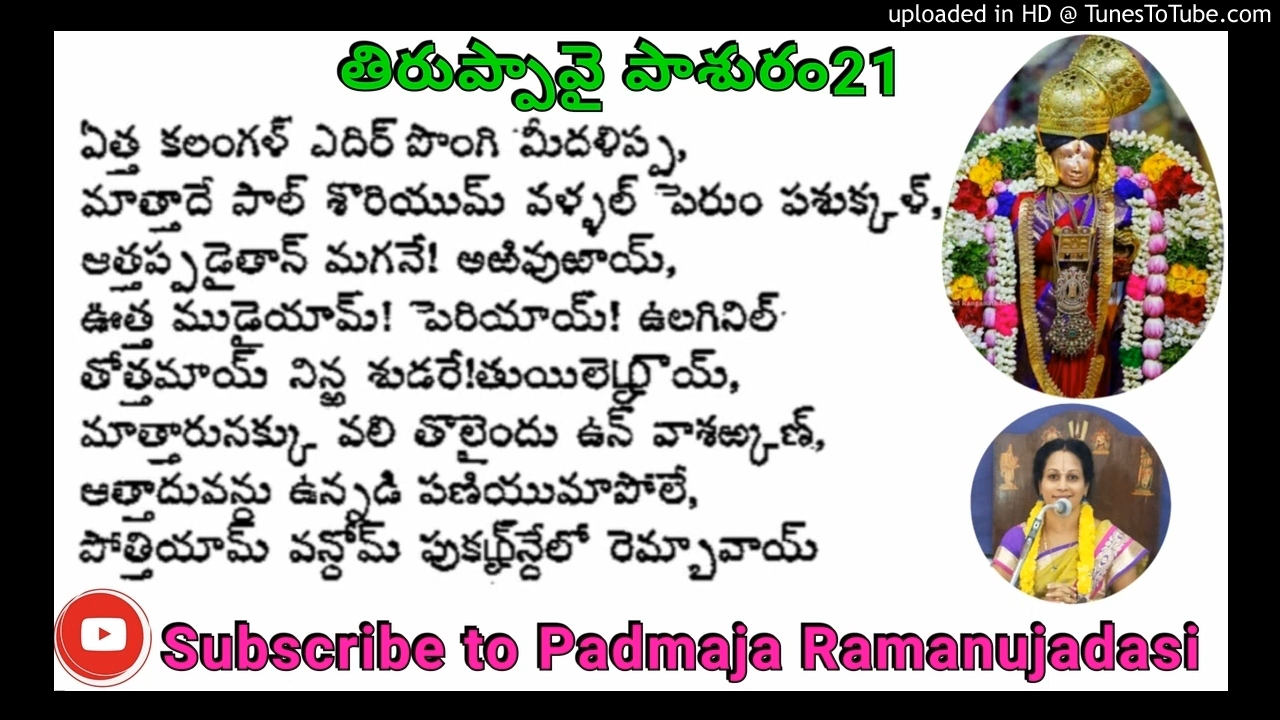 uploaded in HD @ TunesToTube.com
తిరుప్పావై పాశురం21
ఏత్త కలంగళ్ ఎదిర్ పొంగి మీదళిప్ప,
మాత్తాదే పాల్ శొరియుమ్ వళ్ళల్ పెరుం పశుక్కళ్,
ఆత్తప్పడైతాన్ మగనే! అఱివుఱాయ్,
ఊత్త ముడైయామ్! పెరియాయ్! ఉలగినిల్
తోత్తమాయ్ నిన్ఱ శుడరే!
మాత్తారునక్కు వలి తొలైందు ఉన్ వాశఱ్కణ్,
ఆత్తాదువన్దు ఉన్నడి పణియుమాపోలే,
పోత్తియామ్ వన్దోమ్ రెమ్బావాయ్
Subscribe to Padmaja Ramanujadasi